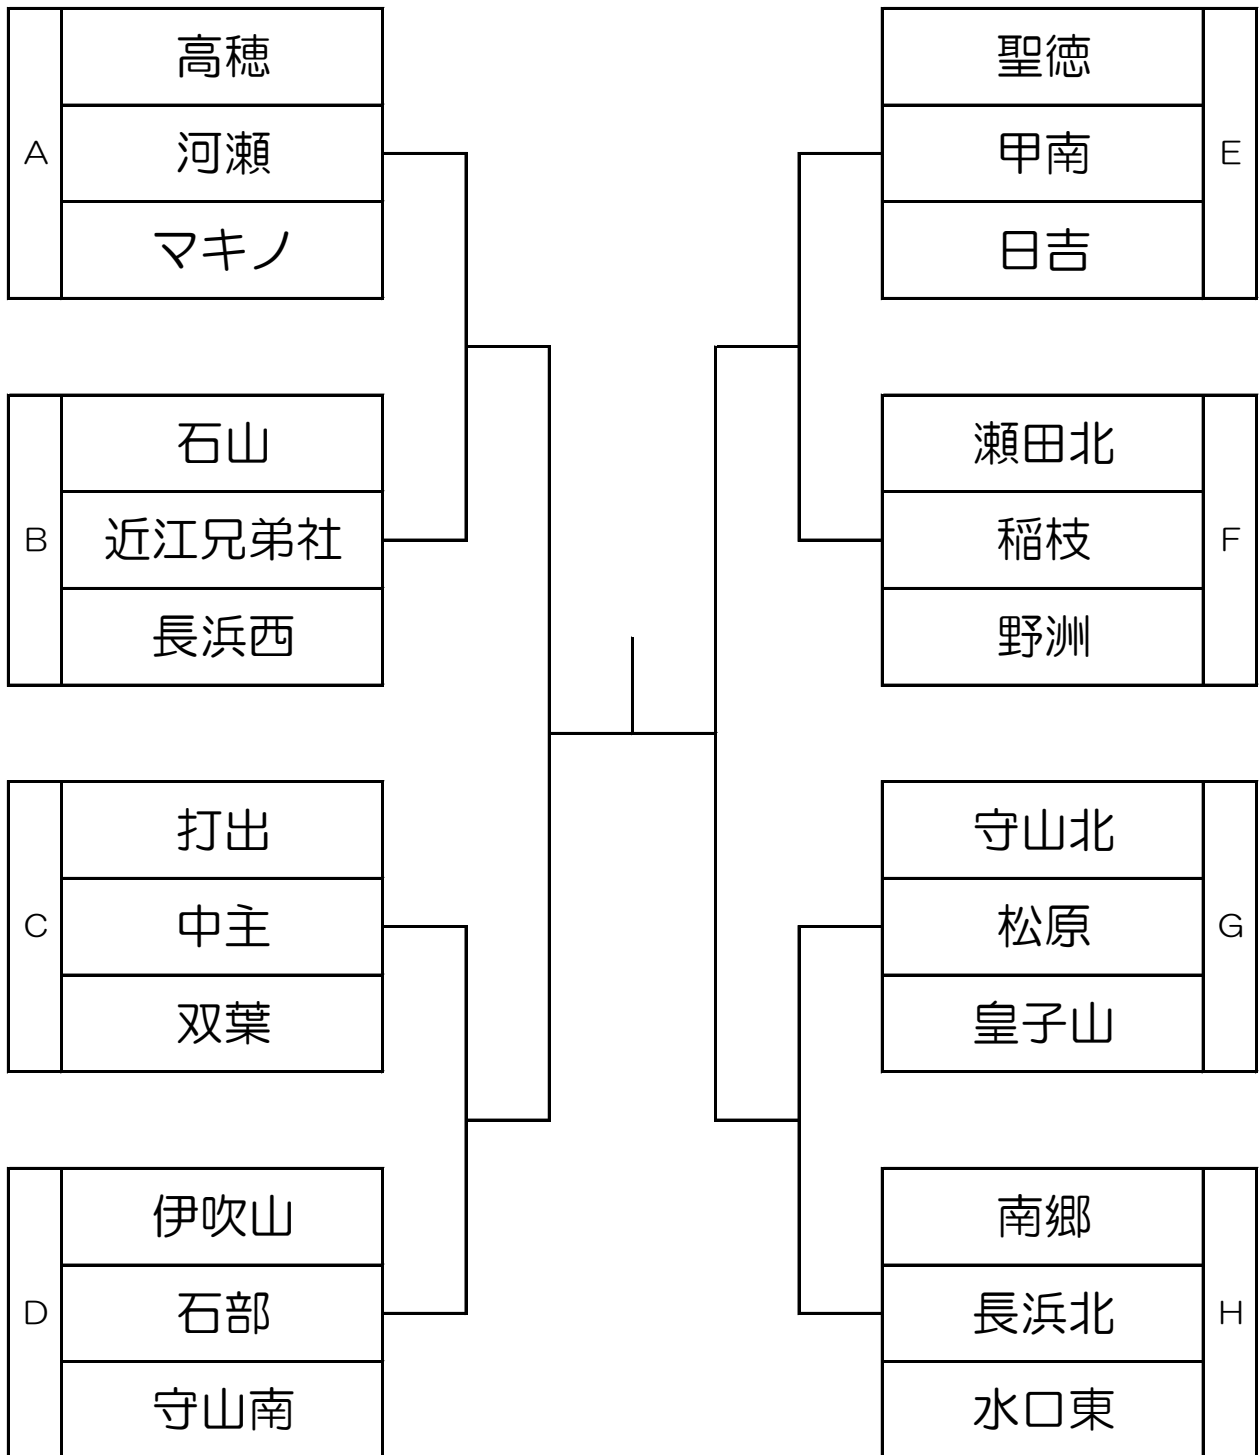 A
高穂
河瀬
マキノ
B
石山
近江兄弟社
長浜西
C
打出
中主
双葉
D
伊吹山
石部
守山南
E
聖徳
甲南
日吉
F
瀬田北
稲枝
野洲
G
守山北
松原
皇子山
H
南郷
長浜北
水口東